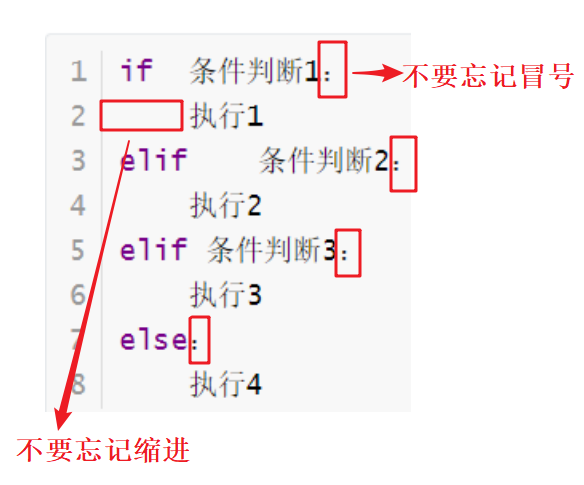 1 if 条件判断1： 不要忘记冒号
2 执行1
3 elif 条件判断2：
4 执行2
5 elif 条件判断3：
6 执行3
7 else：
8 执行4
不要忘记缩进